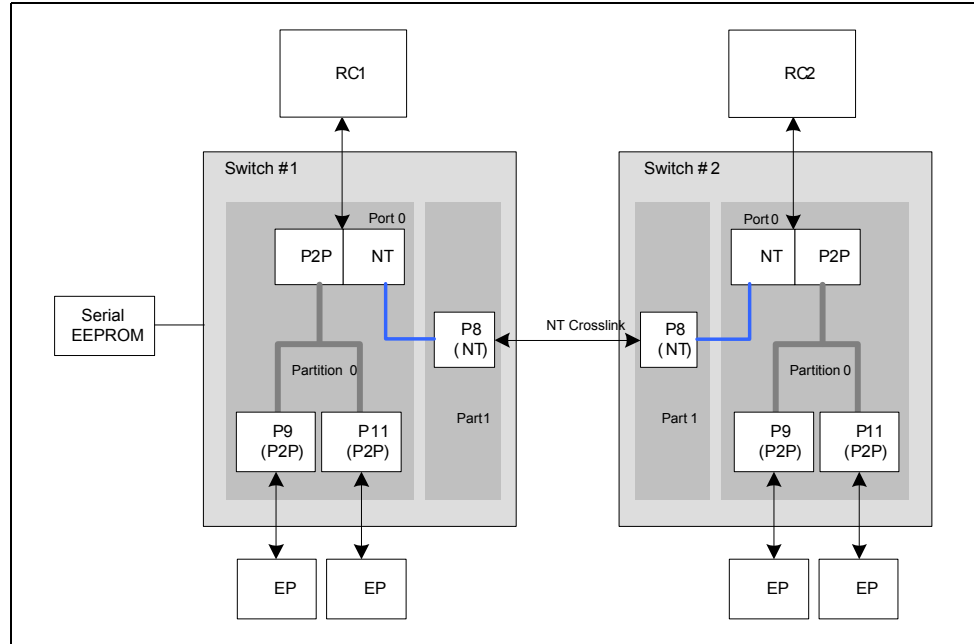 RC1
RC2
Switch #1
Switch #2
Port 0
Port 0
P2P
NT
NT
P2P
Serial
EEPROM
P8
(NT)
NT Crosslink
P8
(NT)
Partition 0
Partition 0
Part1
Part 1
P9
(P2P)
P11
(P2P)
P9
(P2P)
P11
(P2P)
EP
EP
EP
EP